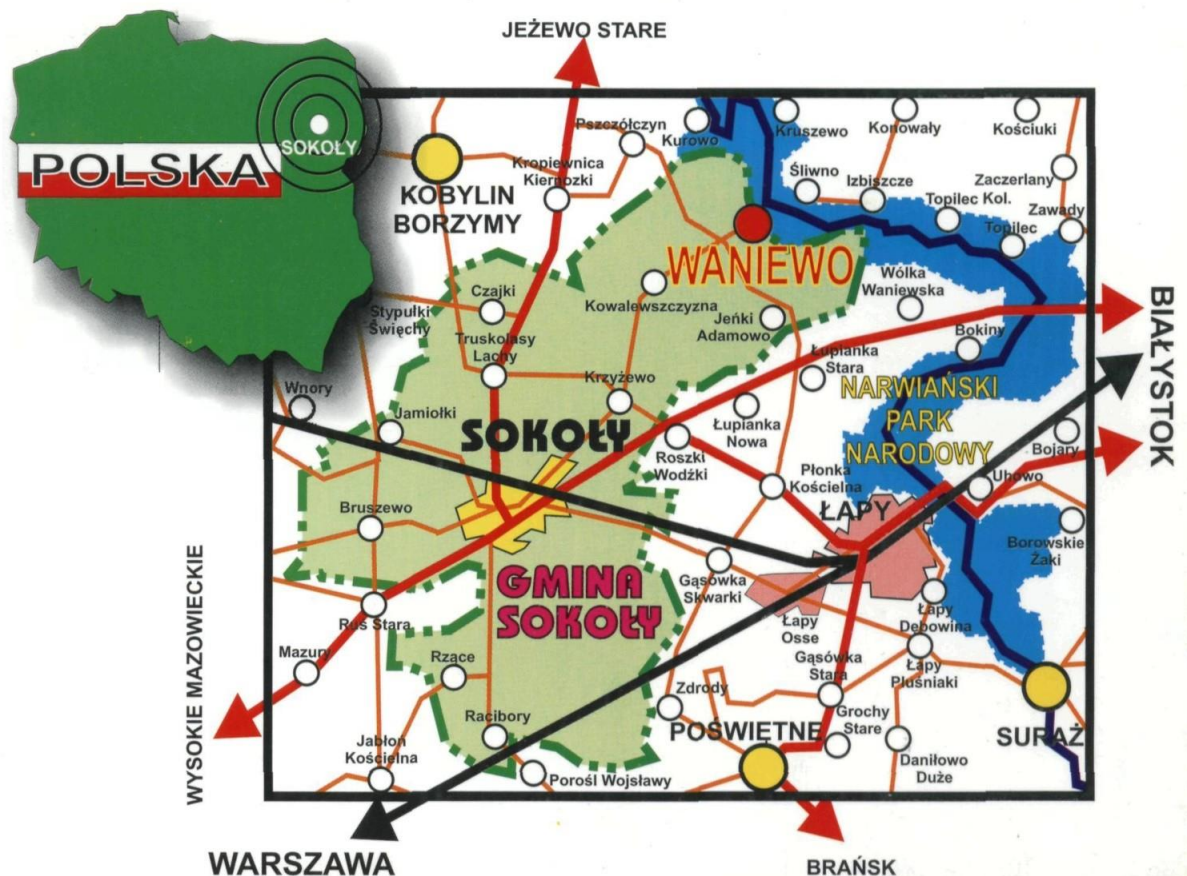 JEŻEWO STARE
POLSKA
SOKOŁY
Pszczółczyn
Kurowo
Kruszewo
Konowały
Kościuki
KOBYLIN
BORZYMY
Kropiewnica
Kiernozki
Śliwno
Izbiszcze
Topilec
Kol.
Zaczerlany
Zawady
Topilec
WANIEWO
Wólka
Waniewska
Kowalewszczyzna
Czajki
Stypułki
Święchy
Truskolasy
Lachy
Jeńki
Adamowo
Bokiny
BIAŁYSTOK
Łupianka
Stara
Krzyżewo
Wnory
Jamiołki
SOKOŁY
Łupianka
Nowa
NARWIAŃSKI
PARK
NARODOWY
Roszki
Wodźki
Płonka
Kościelna
Bojary
Uhowo
ŁAPY
Bruszewo
Borowskie
Żaki
GMINA
SOKOŁY
Gąsówka
Skwarki
Łapy
Osse
Łapy
Dębowina
Ruś Stara
WYSOKIE MAZOWIECKIE
Mazury
Rzące
Gąsówka
Stara
Łapy
Pluśniaki
Zdrody
Racibory
POŚWIĘTNE
Grochy
Stare
SURAŻ
Jabłoń
Kościelna
Porośl Wojsławy
Daniłowo
Duże
WARSZAWA
BRAŃSK